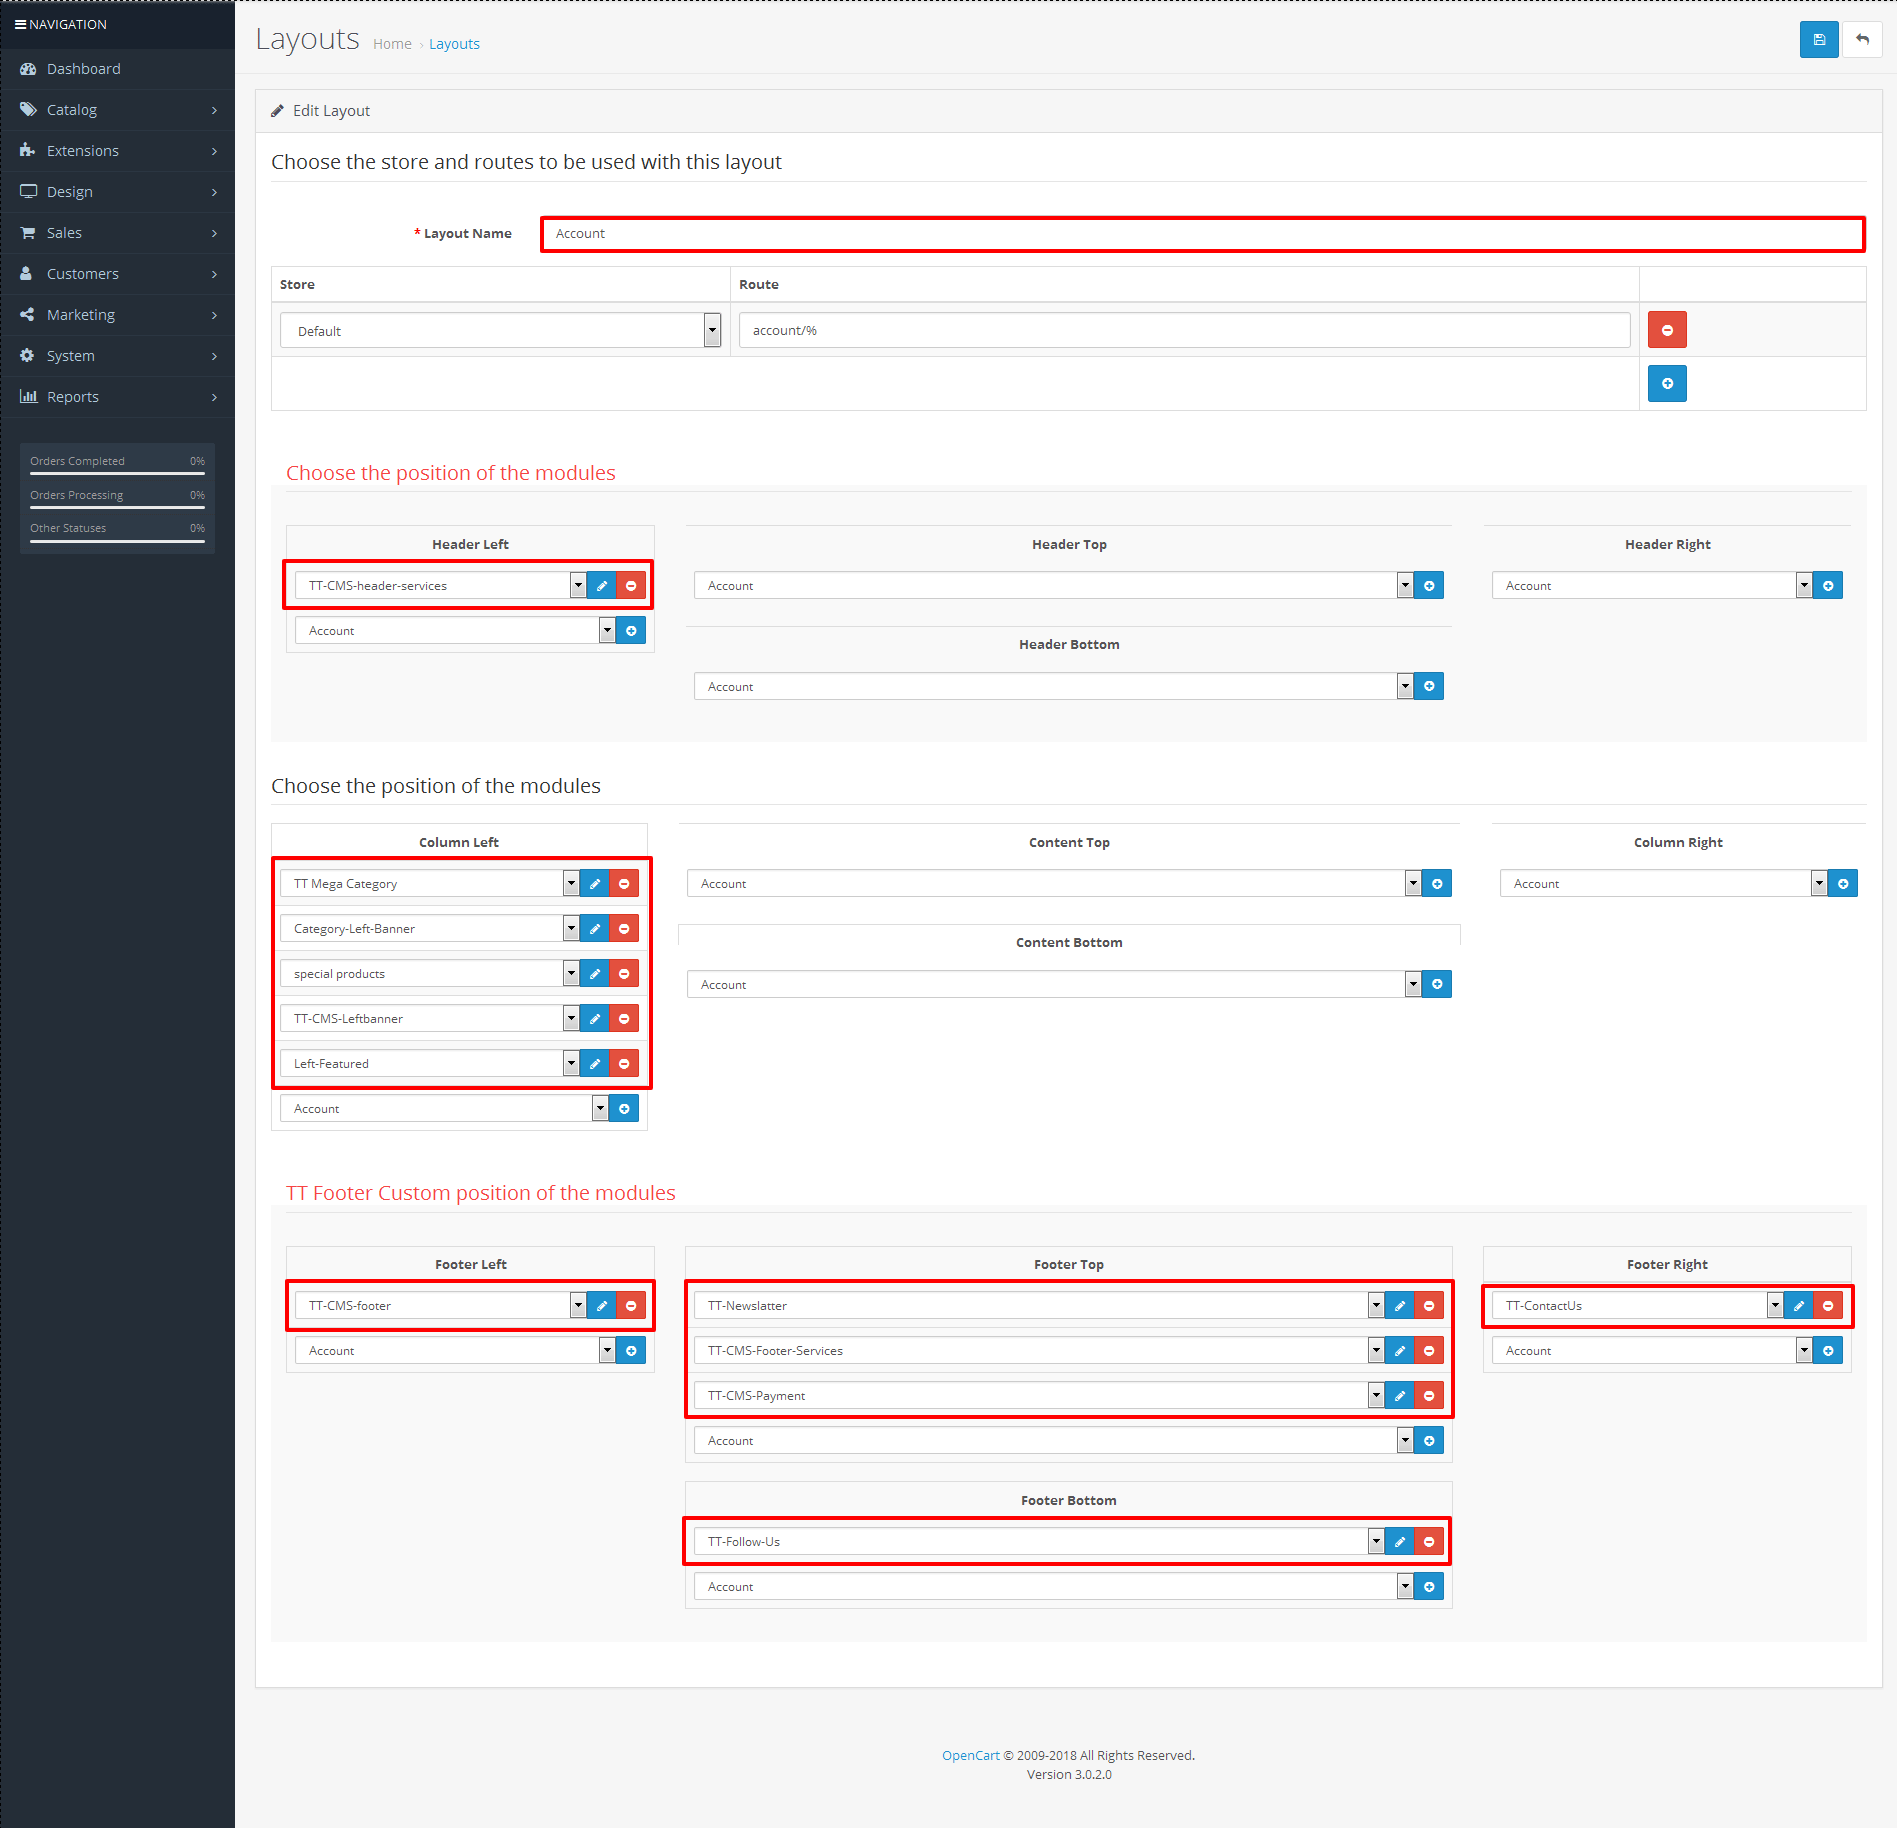 NAVIGATION
Dashboard
Catalog
Extensions
Design
Sales
Customers
Marketing
System
Reports
Orders Completed 0%
Orders Processing 0%
Other Statuses 0%
Layouts Home › Layouts
Edit Layout
Choose the store and routes to be used with this layout
* Layout Name Account
Store Route
Default account/%
Choose the position of the modules
Header Left
TT-CMS-header-services
Account
Header Top
Account
Header Bottom
Account
Header Right
Account
Choose the position of the modules
Column Left
TT Mega Category
Category-Left-Banner
special products
TT-CMS-Leftbanner
Left-Featured
Account
Content Top
Account
Content Bottom
Account
Column Right
Account
TT Footer Custom position of the modules
Footer Left
TT-CMS-footer
Account
Footer Top
TT-Newslatter
TT-CMS-Footer-Services
TT-CMS-Payment
Account
Footer Bottom
TT-Follow-Us
Account
Footer Right
TT-ContactUs
Account
OpenCart © 2009-2018 All Rights Reserved.
Version 3.0.2.0